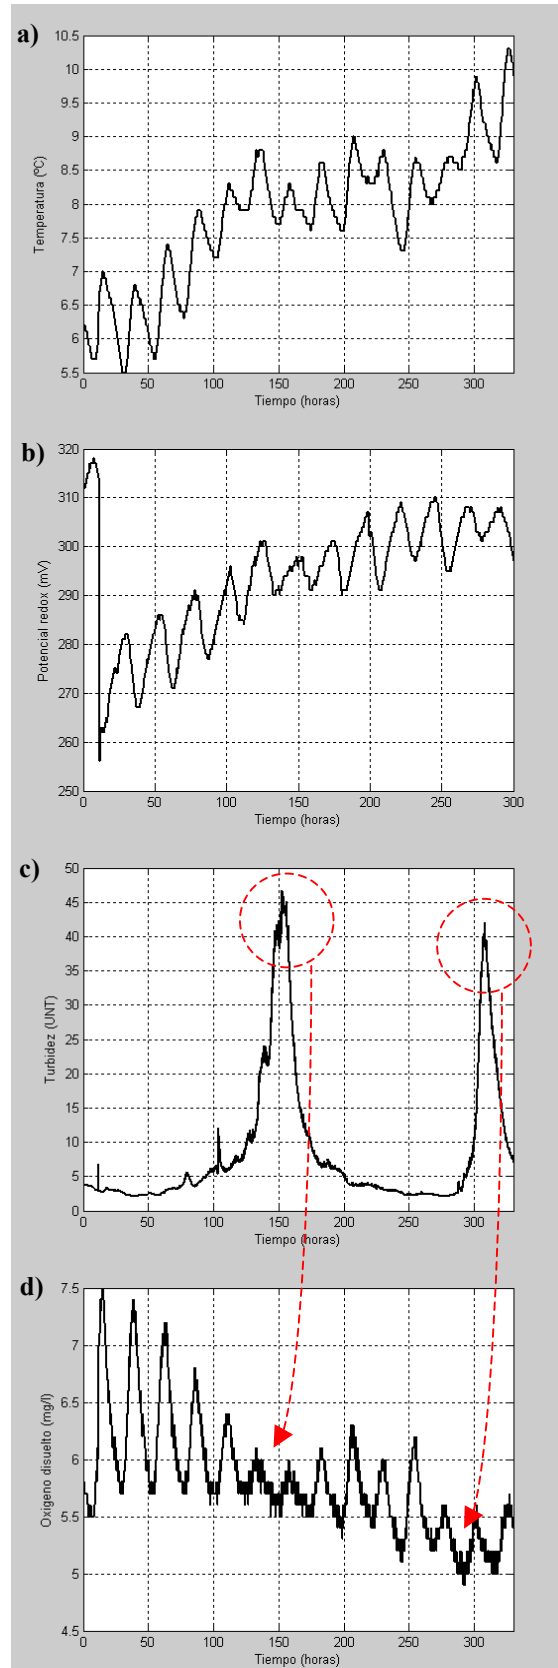 a)
10.5
10
9.5
9
8.5
8
7.5
7
6.5
6
5.5
Temperatura (ºC)
0 50 100 150 200 250 300
Tiempo (horas)
b)
320
310
300
290
280
270
260
250
Potencial redox (mV)
0 50 100 150 200 250 300
Tiempo (horas)
c)
50
45
40
35
30
25
20
15
10
5
0
Turbidez (UNT)
0 50 100 150 200 250 300
Tiempo (horas)
d)
7.5
7
6.5
6
5.5
5
4.5
Oxigeno disuelto (mg/l)
0 50 100 150 200 250 300
Tiempo (horas)